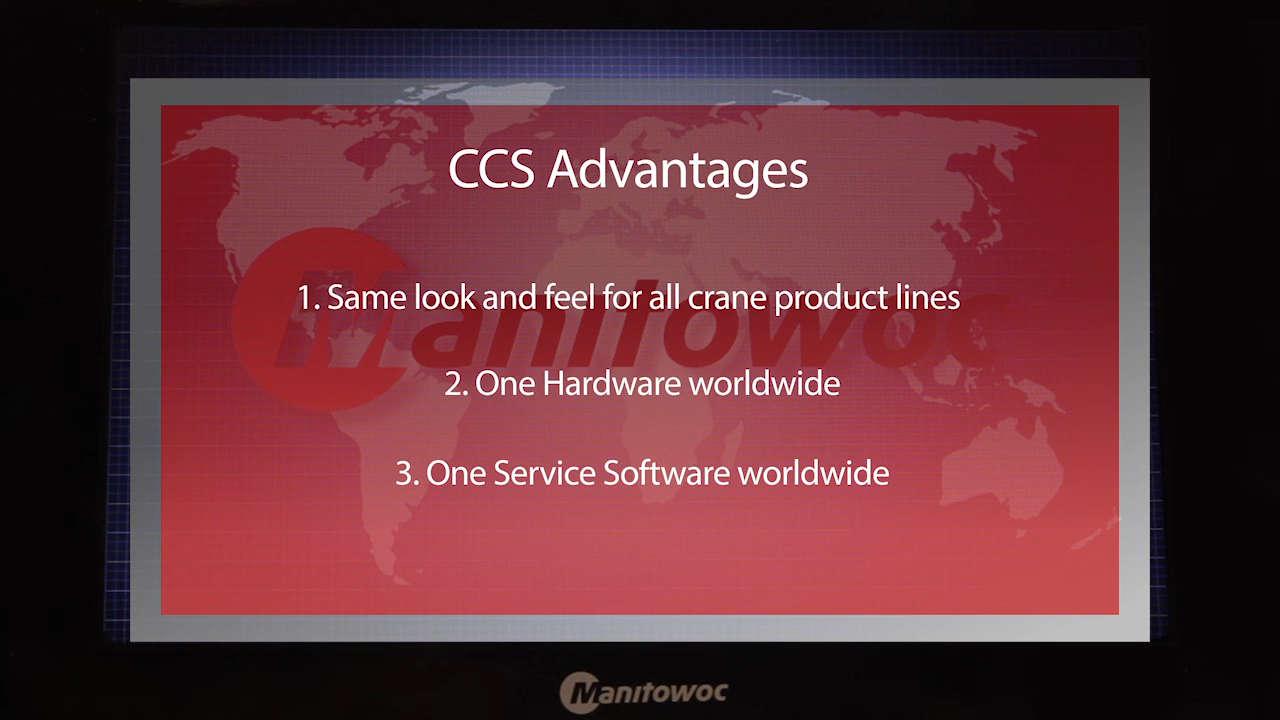 CCS Advantages
Manitowoc
1. Same look and feel for all crane product lines
2. One Hardware worldwide
3. One Service Software worldwide
Manitowoc